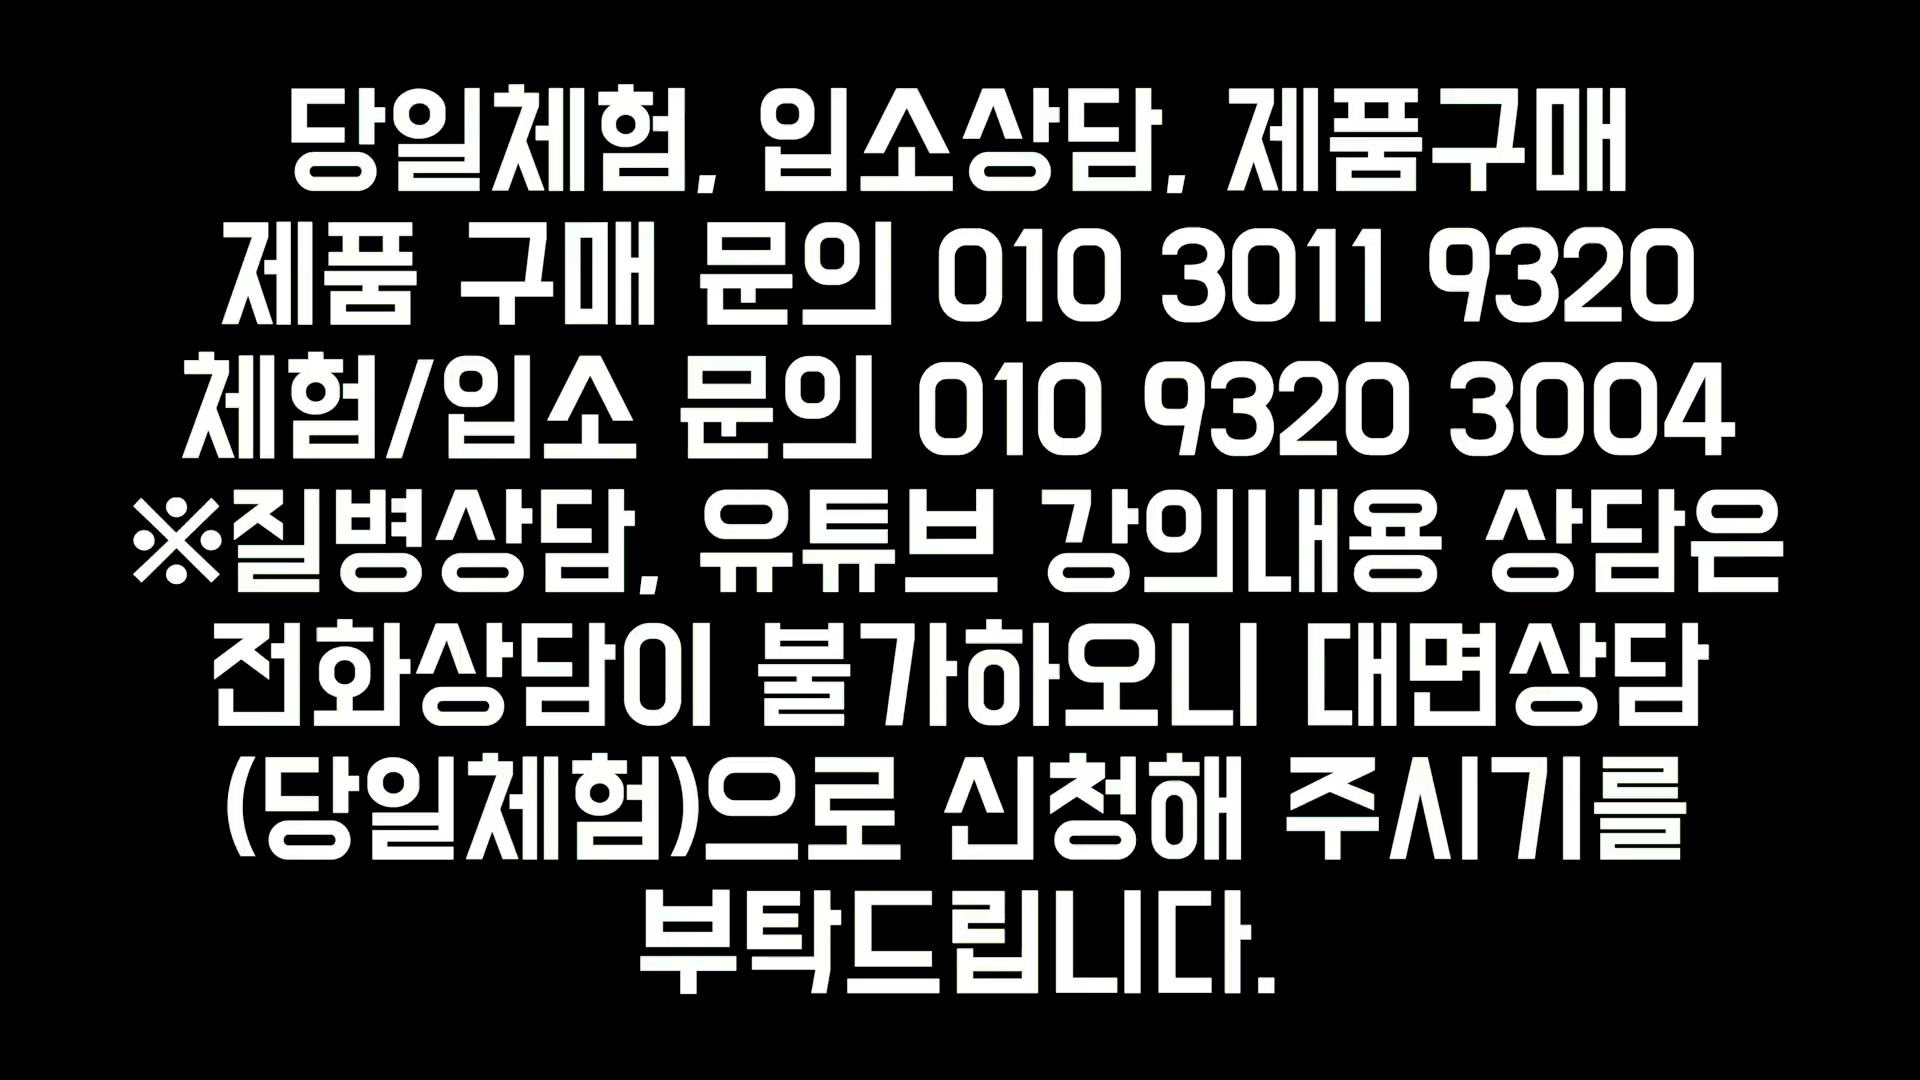 당일체험, 입소상담, 제품구매
제품 구매 문의 010 3011 9320
체험/입소 문의 010 9320 3004
※질병상담, 유튜브 강의내용 상담은
전화상담이 불가하오니 대면상담
(당일체험)으로 신청해 주시기를
부탁드립니다.